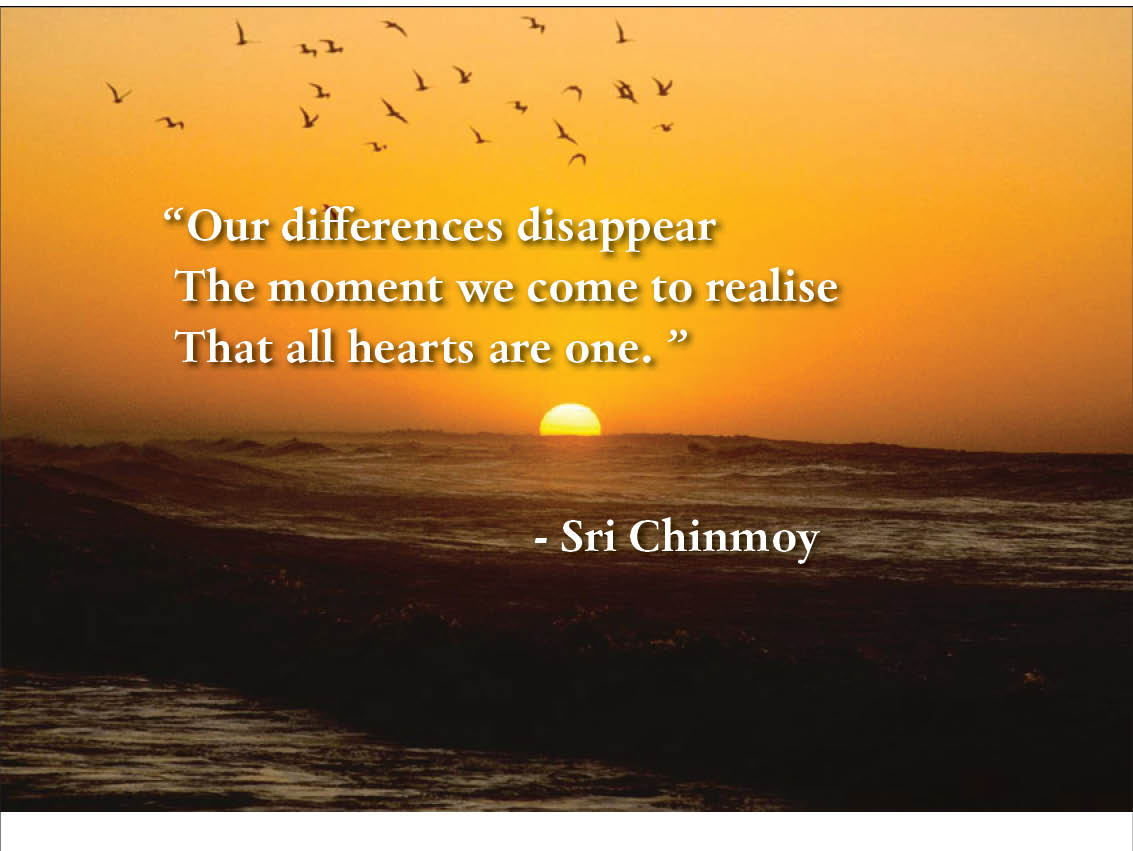 “Our differences disappear
The moment we come to realise
That all hearts are one. ”
- Sri Chinmoy